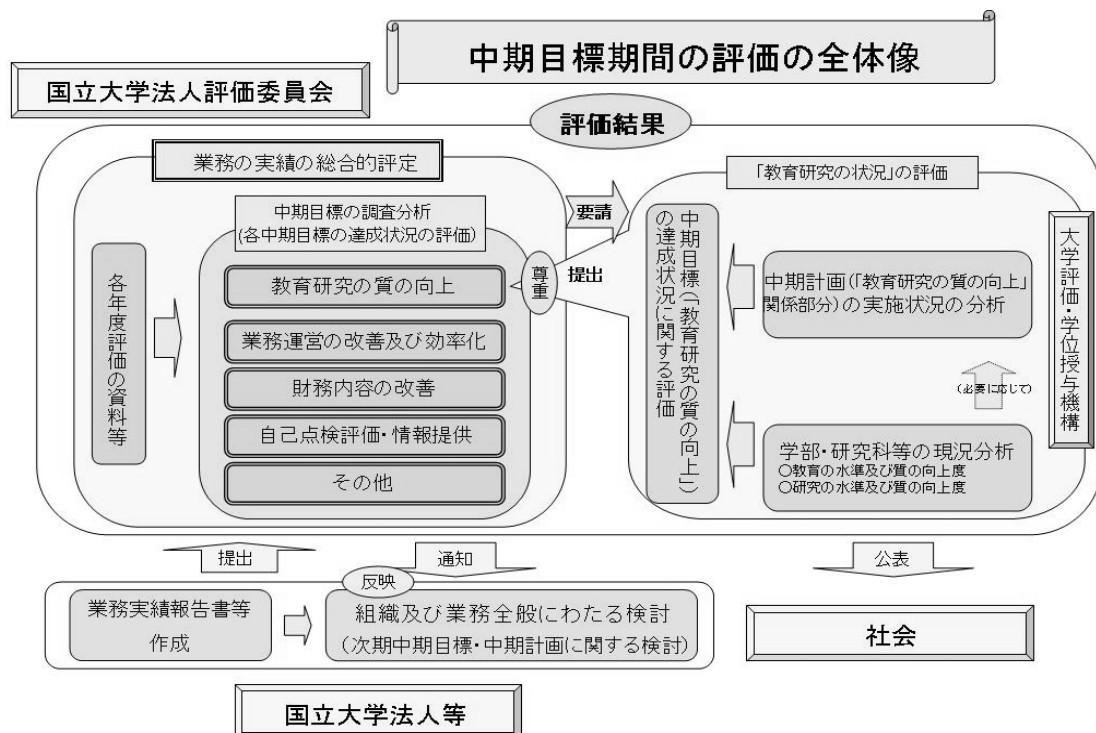 中期目標期間の評価の全体像
国立大学法人評価委員会
評価結果
業務の実績の総合的評定
中期目標の調査分析
(各中期目標の達成状況の評価)
各年度評価の資料等
教育研究の質の向上
業務運営の改善及び効率化
財務内容の改善
自己点検評価・情報提供
その他
要請
尊重
提出
「教育研究の状況」の評価
中期目標(「教育研究の質の向上」)
の達成状況に関する評価
中期計画(「教育研究の質の向上」
関係部分)の実施状況の分析
(必要に応じて)
学部・研究科等の現況分析
○教育の水準及び質の向上度
○研究の水準及び質の向上度
大学評価・学位授与機構
提出
通知
公表
業務実績報告書等
作成
反映
組織及び業務全般にわたる検討
(次期中期目標・中期計画に関する検討)
国立大学法人等
社会